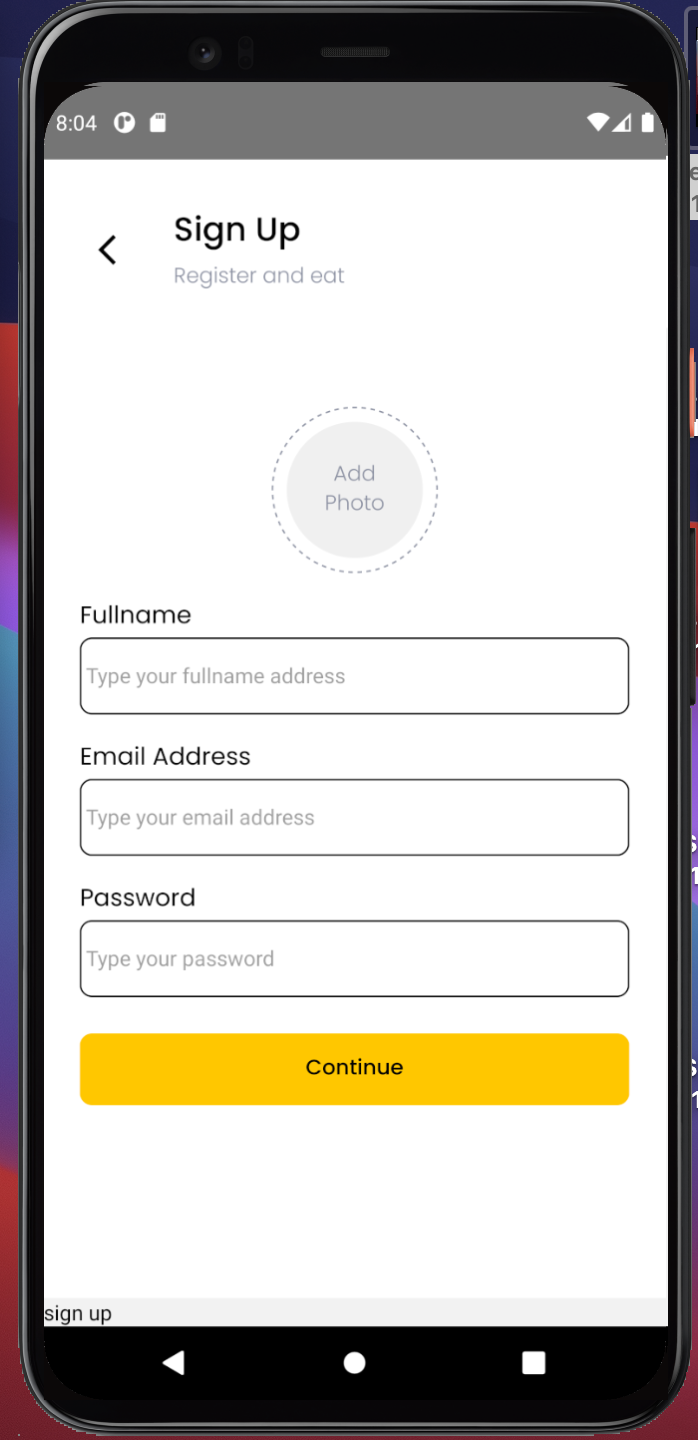 8:04
Sign Up
Register and eat
Add
Photo
Fullname
Type your fullname address
Email Address
Type your email address
Password
Type your password
Continue
sign up